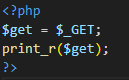 <?php
$get = $_GET;
print_r($get);
?>